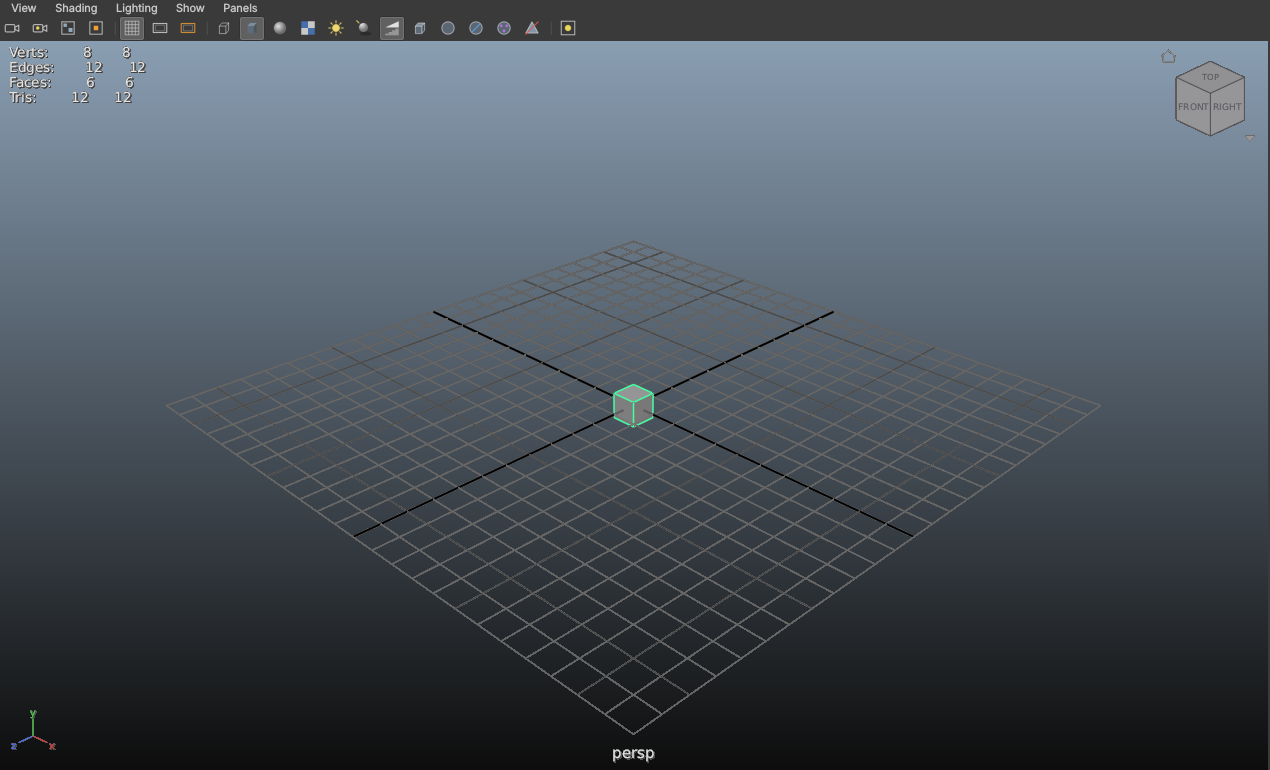 View Shading Lighting Show Panels
Verts: 8 8
Edges: 12 12
Faces: 6 6
Tris: 12 12
TOP
FRONT RIGHT
y
z x
persp